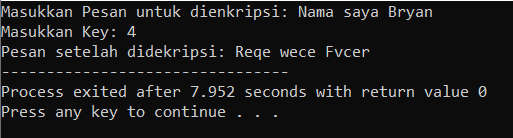 Masukkan Pesan untuk dienkripsi: Nama saya Bryan
Masukkan Key: 4
Pesan setelah didekripsi: Reqe wece Fvcer
--------------------------------
Process exited after 7.952 seconds with return value 0
Press any key to continue . . .